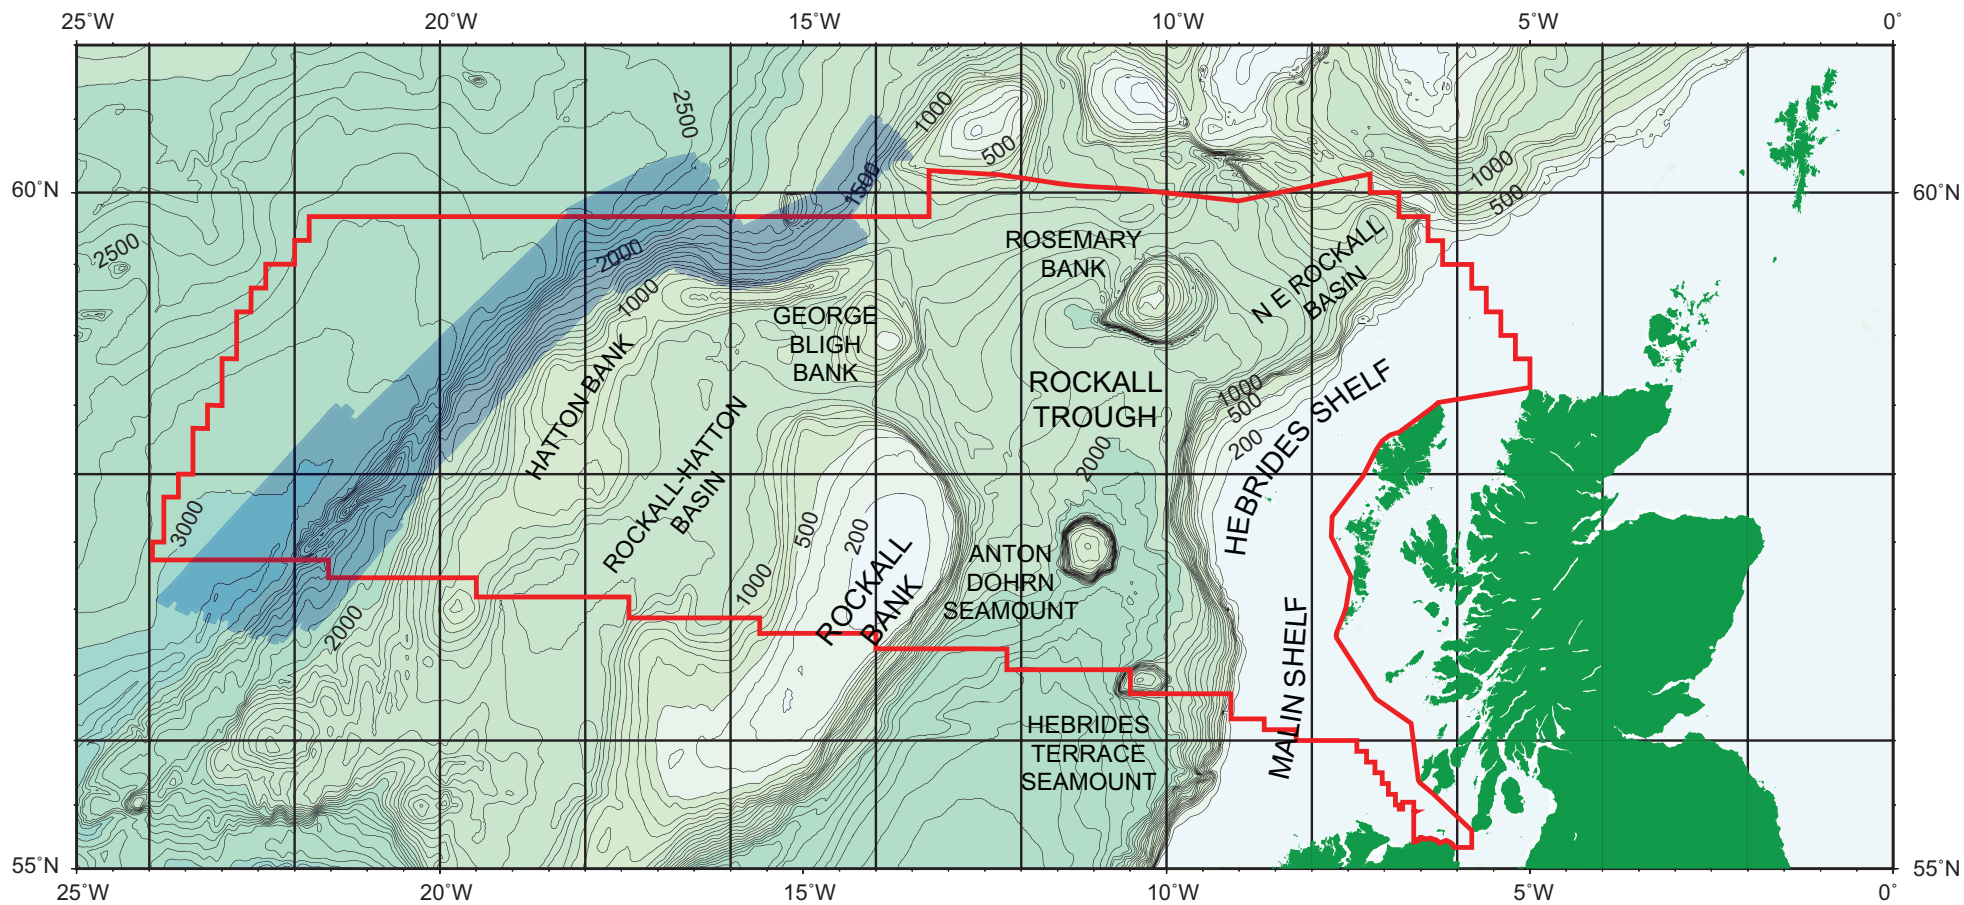 25˚W 20˚W 15˚W 10˚W 5˚W 0˚
2500
1000
500
1000
500
1500
60˚N
60˚N
2500
2000
1000
ROSEMARY
BANK
N E ROCKALL
BASIN
GEORGE
BLIGH
BANK
HATTON BANK
ROCKALL
TROUGH
1000
500
200
HEBRIDES SHELF
ROCKALL-HATTON
BASIN
2000
3000
500
200
1000
ROCKALL
BANK
ANTON
DOHRN
SEAMOUNT
2000
MALIN SHELF
HEBRIDES
TERRACE
SEAMOUNT
55˚N
55˚N
25˚W 20˚W 15˚W 10˚W 5˚W 0˚